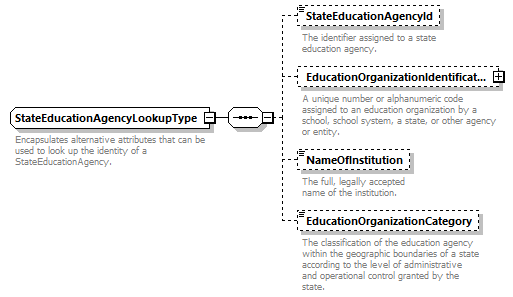 StateEducationAgencyId
The identifier assigned to a state
education agency.
EducationOrganizationIdentificat...
A unique number or alphanumeric code
assigned to an education organization by a
school, school system, a state, or other agency
or entity.
StateEducationAgencyLookupType
Encapsulates alternative attributes that can be
used to look up the identity of a
StateEducationAgency.
NameOfInstitution
The full, legally accepted
name of the institution.
EducationOrganizationCategory
The classification of the education agency
within the geographic boundaries of a state
according to the level of administrative
and operational control granted by the
state.